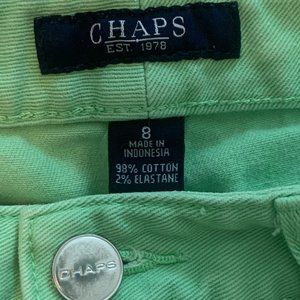 CHAPS
EST. 1978
8
MADE IN
INDONESIA
98% COTTON
2% ELASTANE
CHAPS